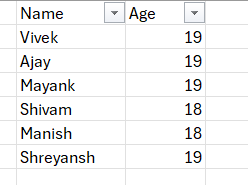 Name Age
Vivek 19
Ajay 19
Mayank 19
Shivam 18
Manish 18
Shreyansh 19